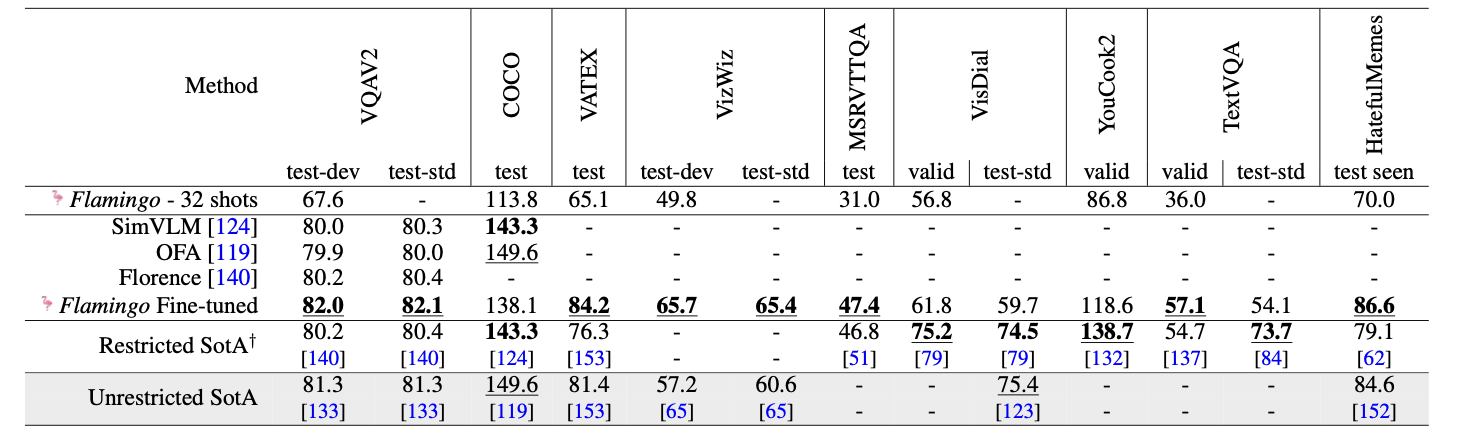 Method VQAV2 COCO VATEX VizWiz MSRVTTQA VisDial YouCook2 TextVQA HatefulMemes
test-dev test-std test test test-dev test-std test valid test-std valid valid test-std test seen
Flamingo - 32 shots 67.6 - 113.8 65.1 49.8 - 31.0 56.8 - 86.8 36.0 - 70.0
SimVLM [124] 80.0 80.3 143.3 - - - - - - - - - -
OFA [119] 79.9 80.0 149.6 - - - - - - - - - -
Florence [140] 80.2 80.4 - - - - - - - - - - -
Flamingo Fine-tuned 82.0 82.1 138.1 84.2 65.7 65.4 47.4 61.8 59.7 118.6 57.1 54.1 86.6
Restricted SotA† 80.2 80.4 143.3 76.3 - - 46.8 75.2 74.5 138.7 54.7 73.7 79.1
[140] [140] [124] [153] - - [51] [79] [79] [132] [137] [84] [62]
Unrestricted SotA 81.3 81.3 149.6 81.4 57.2 60.6 - - 75.4 - - - 84.6
[133] [133] [119] [153] [65] [65] - - [123] - - - [152]